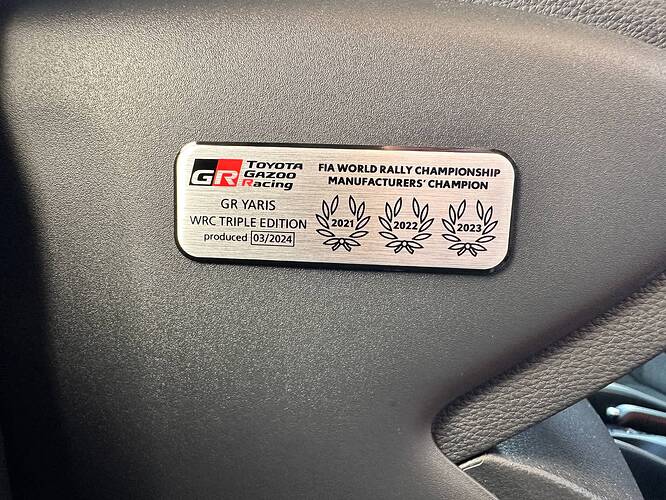 GR TOYOTA
GAZOO
Racing
GR YARIS
WRC TRIPLE EDITION
produced 03/2024
FIA WORLD RALLY CHAMPIONSHIP
MANUFACTURERS' CHAMPION
2021 2022 2023